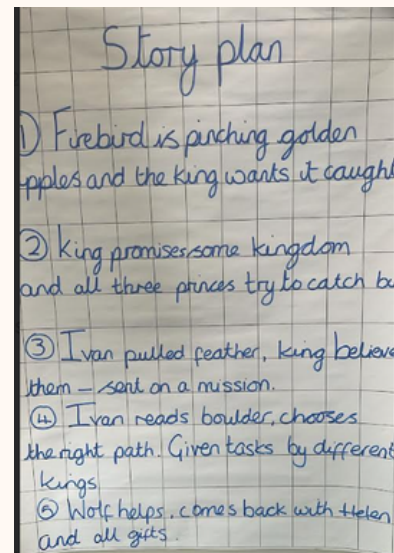 Story plan
① Firebird is pinching golden
apples and the king wants it caught
② king promises some kingdom
and all three princes try to catch
③ Ivan pulled feather, king believe
them – sent on a mission.
④ Ivan reads boulder, chooses
the right path. Given tasks by different
kings
⑤ Wolf helps, comes back with Helen
and all gifts.